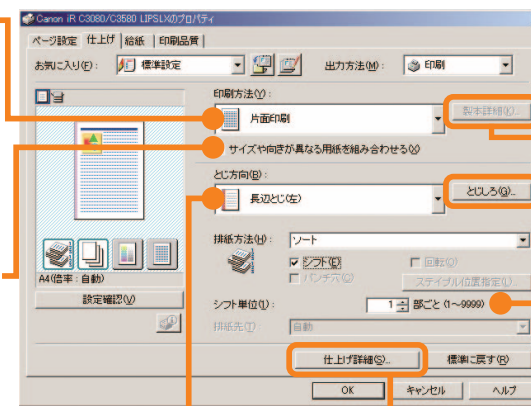 Canon iR C3080/C3580 LIPSLXのプロパティ
ページ設定 仕上げ 給紙 印刷品質
お気に入り(F): 標準設定 出力方法(M): 印刷
印刷方法(Y):
片面印刷 製本詳細(K)...
サイズや向きが異なる用紙を組み合わせる(X)
とじ方向(B):
長辺とじ(左) とじしろ(G)...
排紙方法(H): ソート
シフト(E) 回転(O)
パンチ穴(Z) ステイプル位置指定(L)...
A4(倍率: 自動)
設定確認(V)
シフト単位(I): 1 部ごと (1~9999)
排紙先(T): 自動
仕上げ詳細(S)... 標準に戻す(R)
OK キャンセル ヘルプ